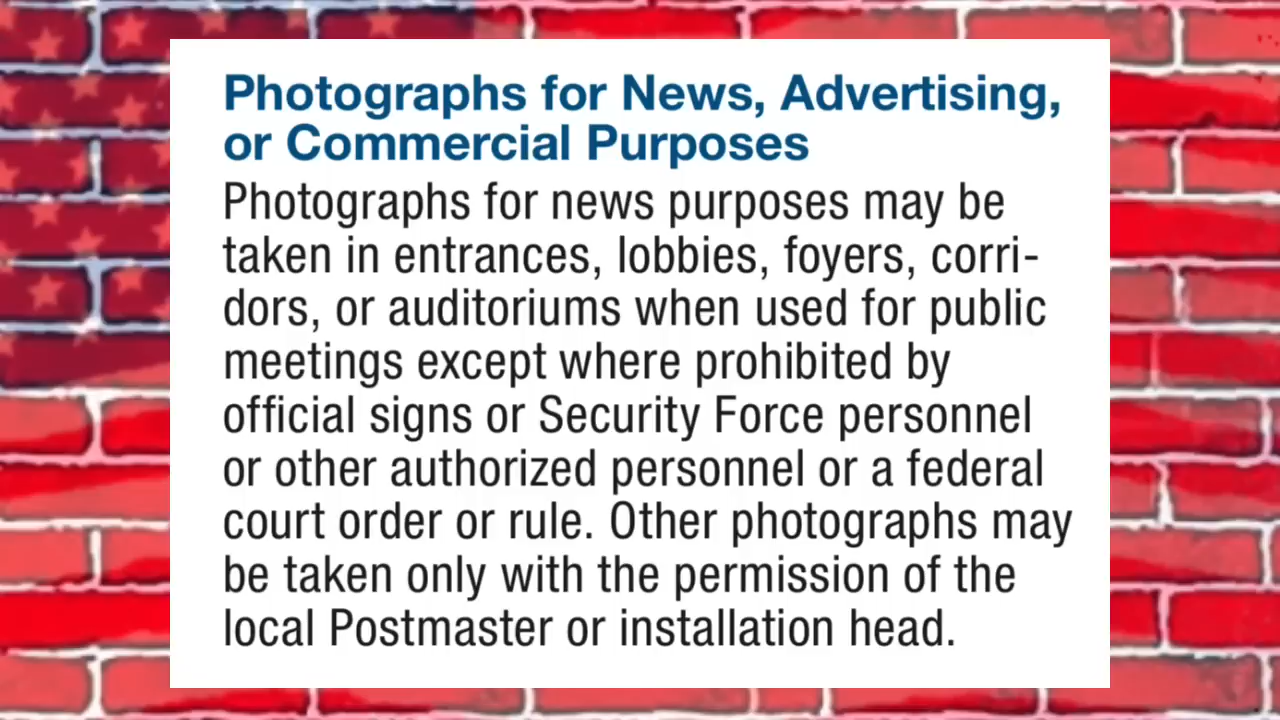 Photographs for News, Advertising,
or Commercial Purposes
Photographs for news purposes may be
taken in entrances, lobbies, foyers, corri-
dors, or auditoriums when used for public
meetings except where prohibited by
official signs or Security Force personnel
or other authorized personnel or a federal
court order or rule. Other photographs may
be taken only with the permission of the
local Postmaster or installation head.